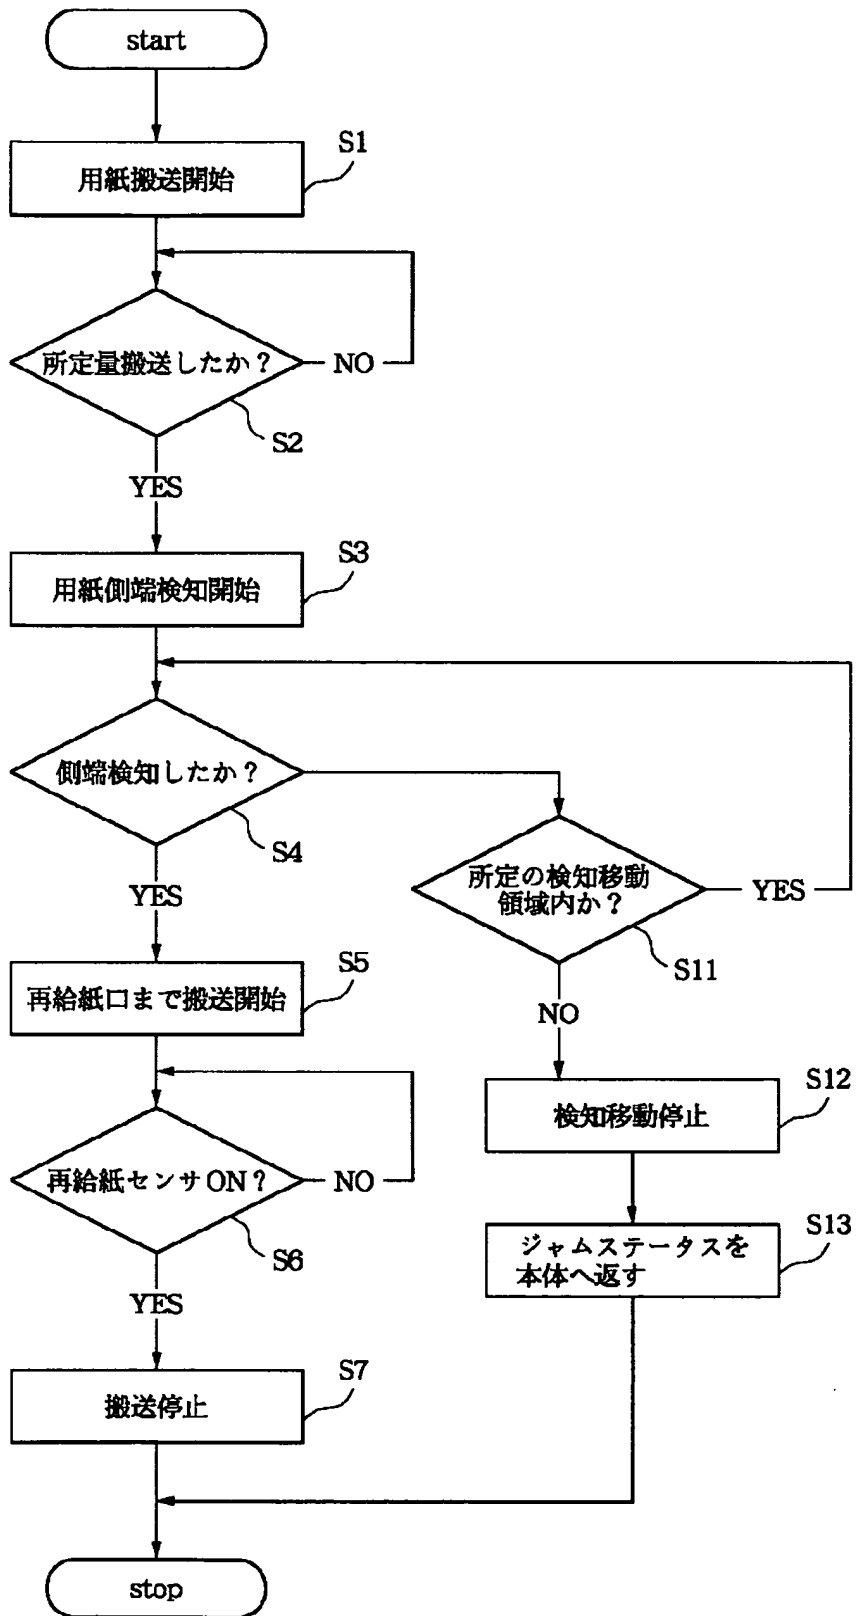 start
S1
用紙搬送開始
所定量搬送したか？
NO
S2
YES
S3
用紙側端検知開始
側端検知したか？
S4
YES
所定の検知移動
領域内か？
YES
S11
NO
S5
再給紙口まで搬送開始
S12
検知移動停止
再給紙センサON？
NO
S6
YES
S13
ジャムステータスを
本体へ返す
S7
搬送停止
stop